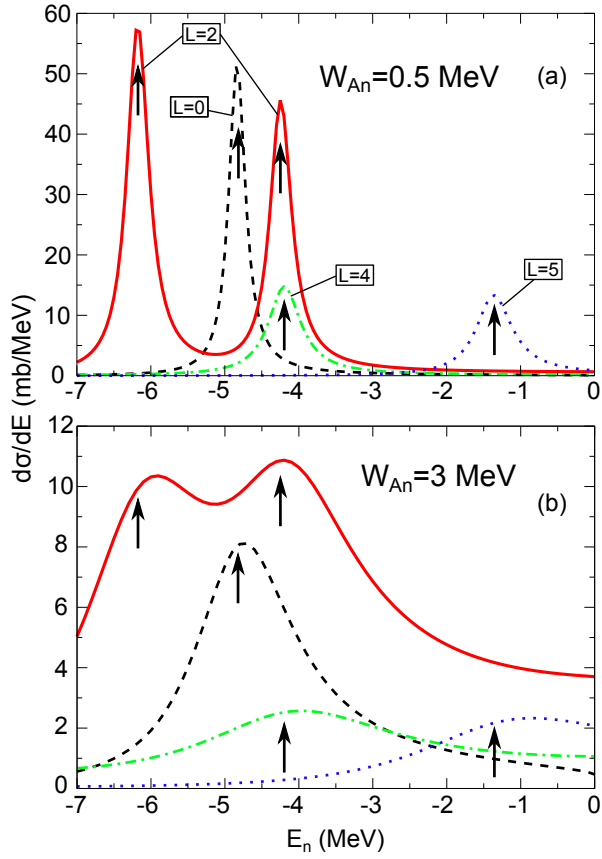 60
50
40
30
20
10
0
L=2
L=0
W_An=0.5 MeV
(a)
L=4
L=5
-7 -6 -5 -4 -3 -2 -1 0
dσ/dE (mb/MeV)
12
10
8
6
4
2
0
W_An=3 MeV
(b)
-7 -6 -5 -4 -3 -2 -1 0
E_n (MeV)